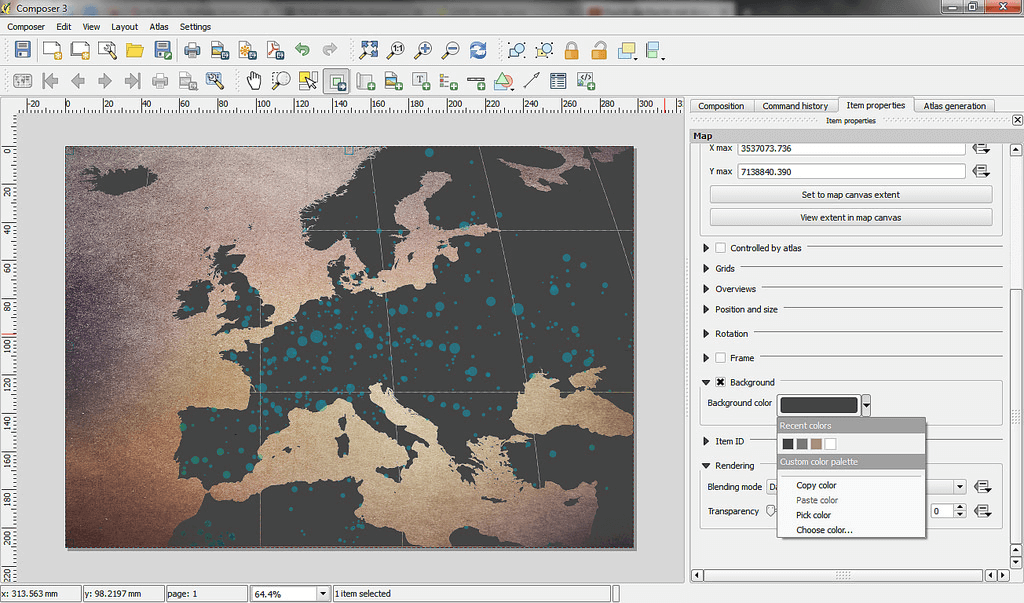 Composer 3
Composer Edit View Layout Atlas Settings
-20 0 20 40 60 80 100 120 140 160 180 200 220 240 260 280 300
0
20
40
60
80
100
120
140
160
180
200
220
Composition Command history Item properties Atlas generation
Item properties
Map
X max 3537073.736
Y max 7138840.390
Set to map canvas extent
View extent in map canvas
Controlled by atlas
Grids
Overviews
Position and size
Rotation
Frame
Background
Background color
Recent colors
Item ID
Custom color palette
Rendering
Copy color
Blending mode
Paste color
Transparency
Pick color
0
Choose color...
x: 313.563 mm y: 98.2197 mm page: 1 64.4% 1 item selected